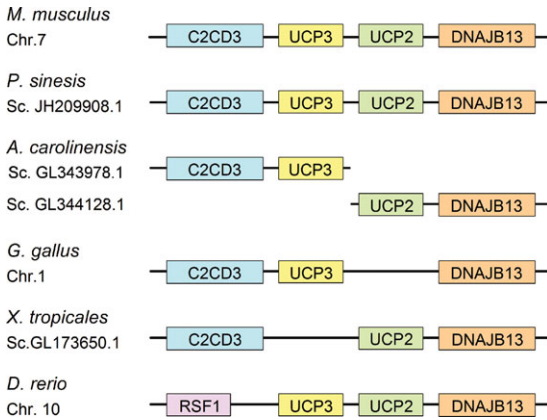 M. musculus
Chr.7 C2CD3 UCP3 UCP2 DNAJB13
P. sinesis
Sc. JH209908.1 C2CD3 UCP3 UCP2 DNAJB13
A. carolinensis
Sc. GL343978.1 C2CD3 UCP3
Sc. GL344128.1 UCP2 DNAJB13
G. gallus
Chr.1 C2CD3 UCP3 DNAJB13
X. tropicales
Sc.GL173650.1 C2CD3 UCP2 DNAJB13
D. rerio
Chr. 10 RSF1 UCP3 UCP2 DNAJB13